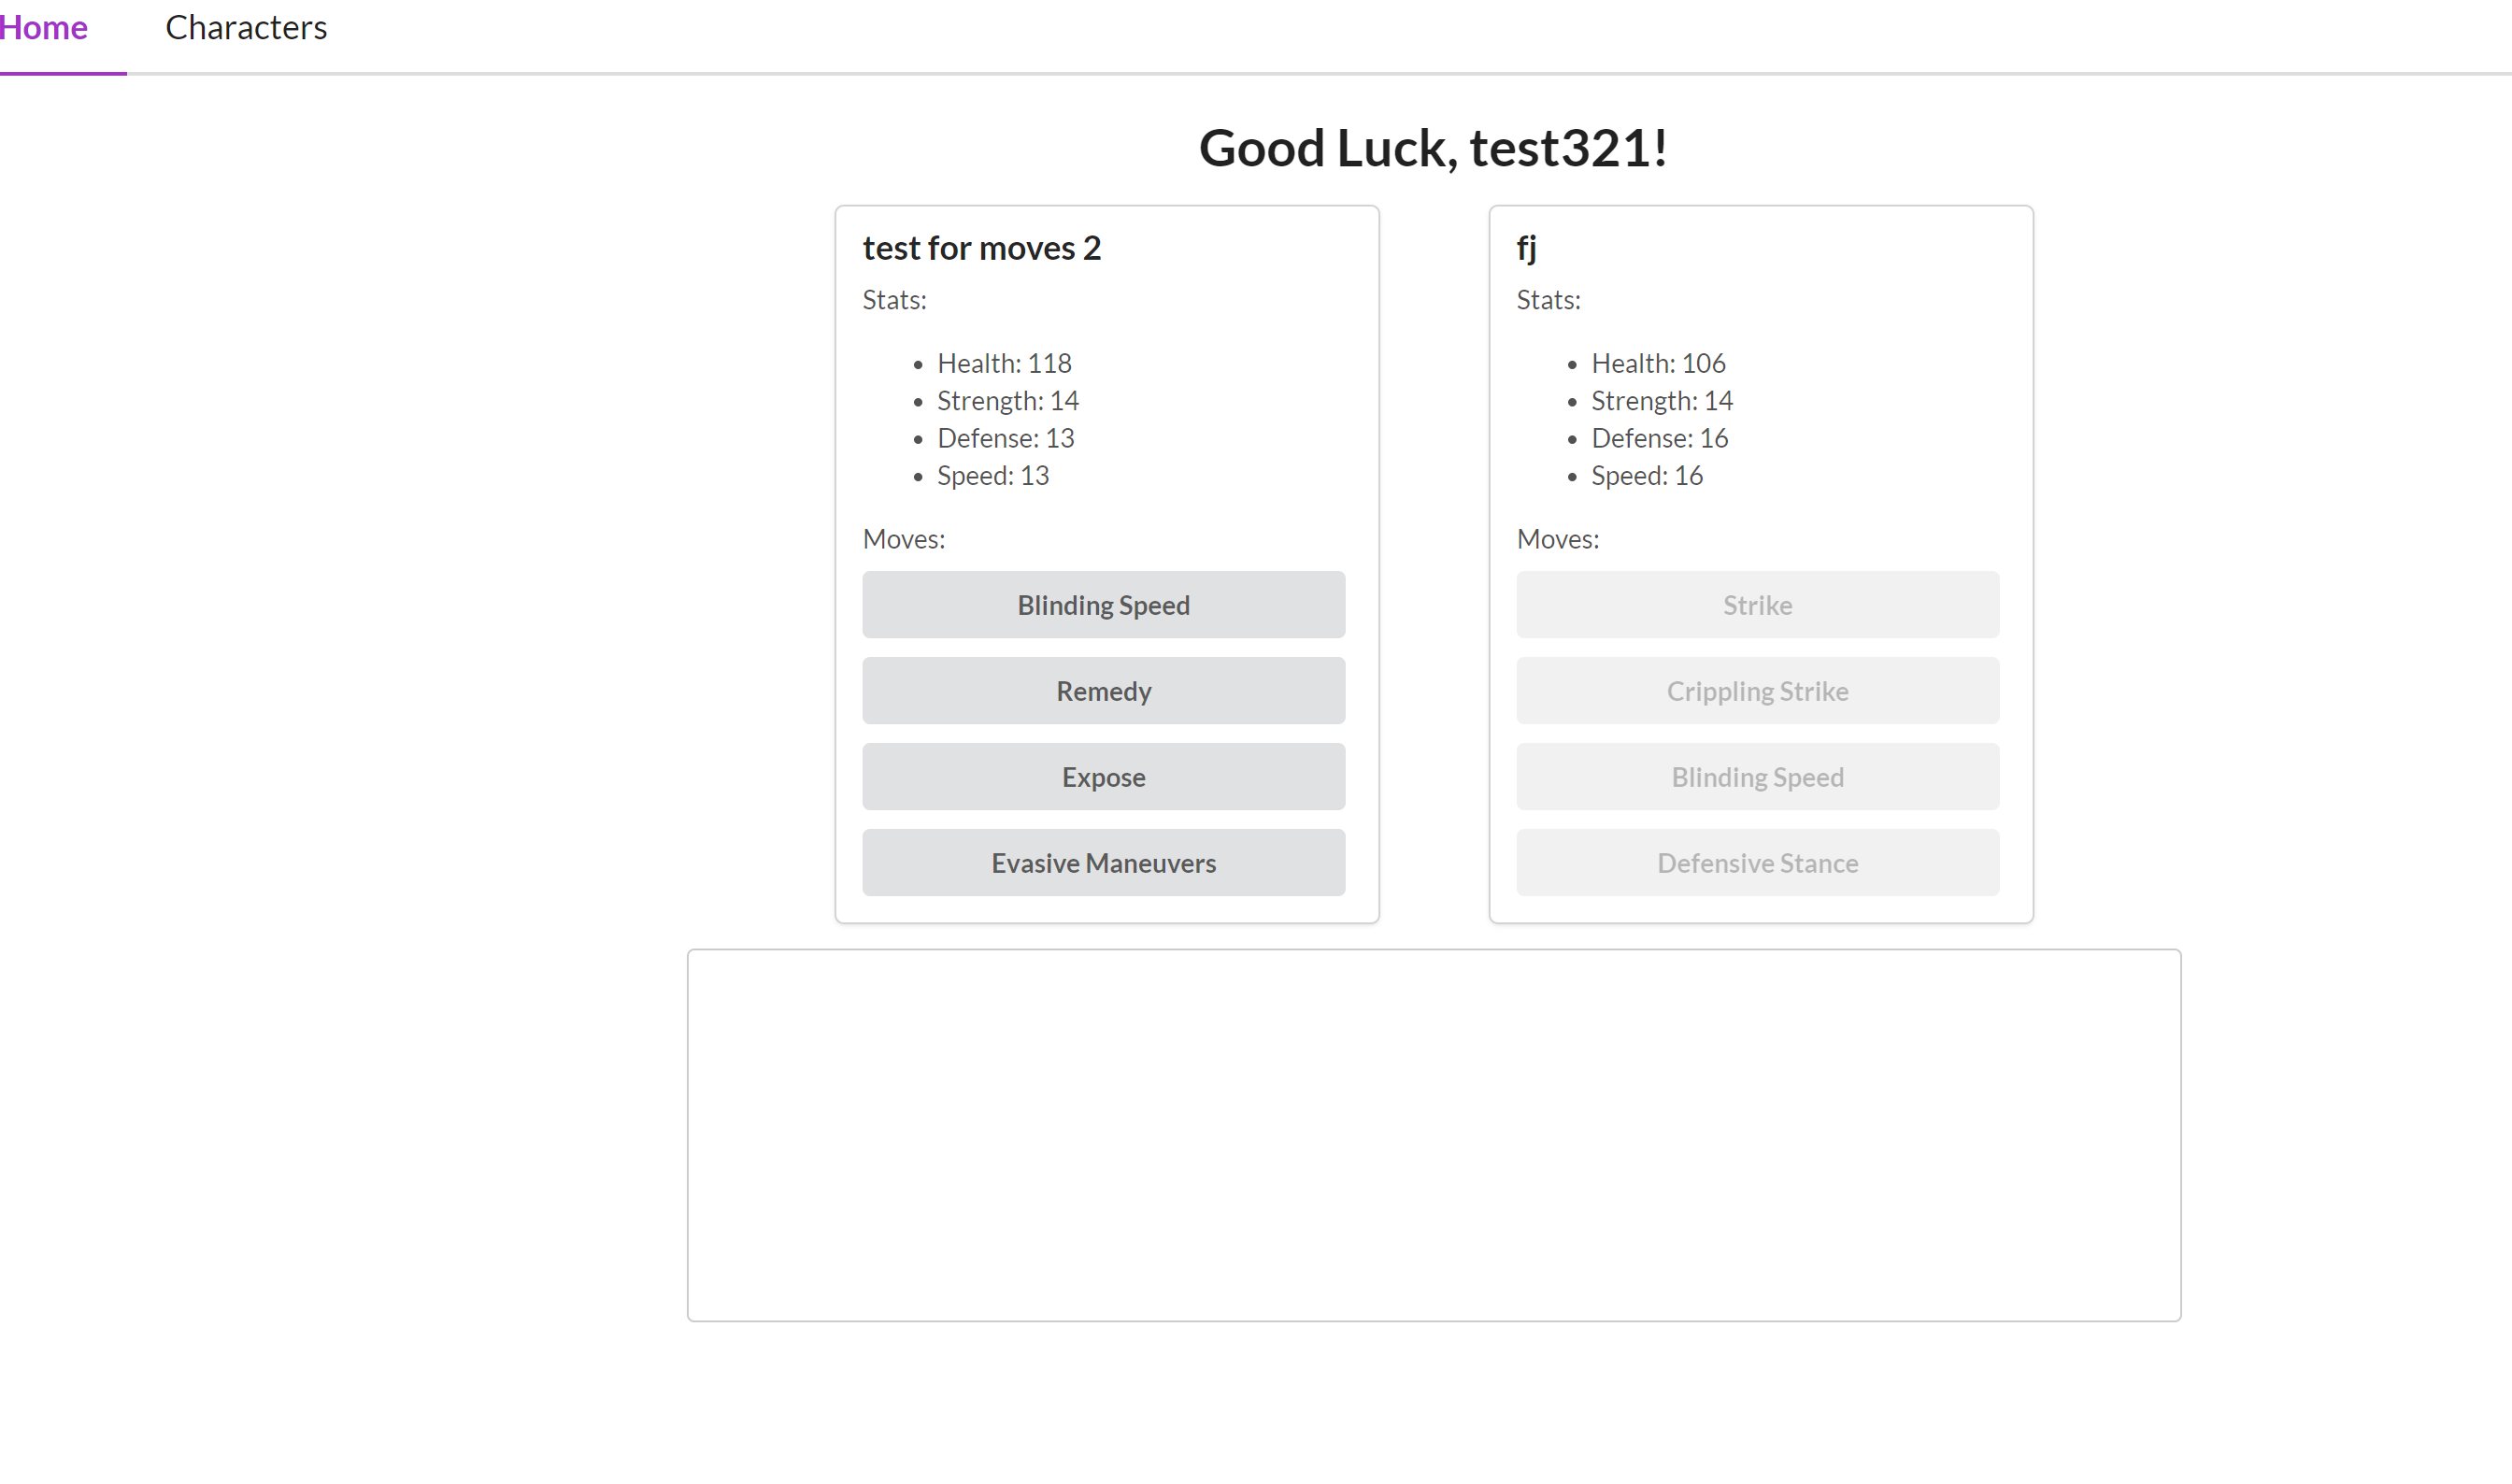 Home Characters
Good Luck, test321!
test for moves 2
Stats:
Health: 118
Strength: 14
Defense: 13
Speed: 13
Moves:
Blinding Speed
Remedy
Expose
Evasive Maneuvers
fj
Stats:
Health: 106
Strength: 14
Defense: 16
Speed: 16
Moves:
Strike
Crippling Strike
Blinding Speed
Defensive Stance